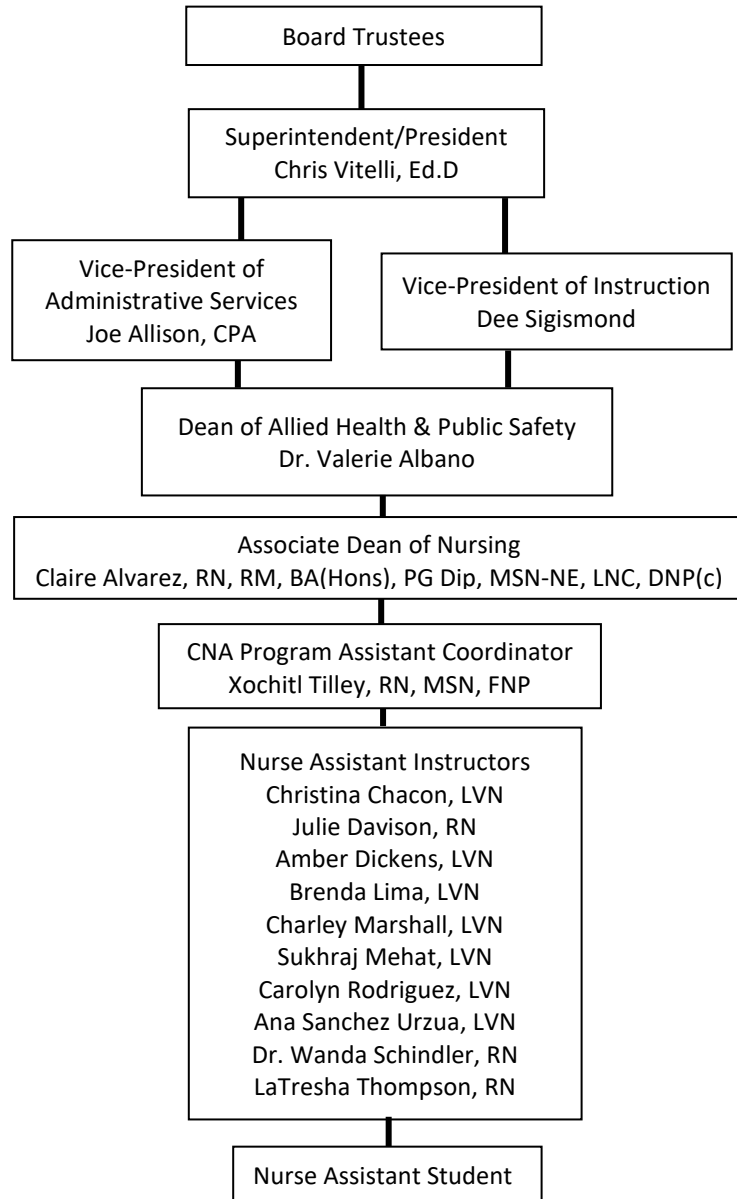 Board Trustees
Superintendent/President
Chris Vitelli, Ed.D
Vice-President of
Administrative Services
Joe Allison, CPA
Vice-President of Instruction
Dee Sigismond
Dean of Allied Health & Public Safety
Dr. Valerie Albano
Associate Dean of Nursing
Claire Alvarez, RN, RM, BA(Hons), PG Dip, MSN-NE, LNC, DNP(c)
CNA Program Assistant Coordinator
Xochitl Tilley, RN, MSN, FNP
Nurse Assistant Instructors
Christina Chacon, LVN
Julie Davison, RN
Amber Dickens, LVN
Brenda Lima, LVN
Charley Marshall, LVN
Sukhraj Mehat, LVN
Carolyn Rodriguez, LVN
Ana Sanchez Urzua, LVN
Dr. Wanda Schindler, RN
LaTresha Thompson, RN
Nurse Assistant Student